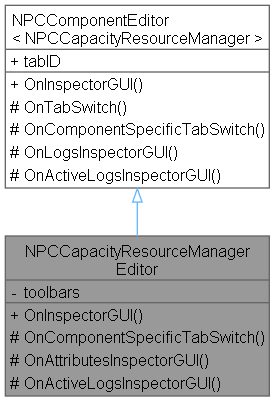 NPCComponentEditor
< NPCCapacityResourceManager >
+ tabID
+ OnInspectorGUI()
# OnTabSwitch()
# OnComponentSpecificTabSwitch()
# OnLogsInspectorGUI()
# OnActiveLogsInspectorGUI()
NPCCapacityResourceManager
Editor
- toolbars
+ OnInspectorGUI()
# OnComponentSpecificTabSwitch()
# OnAttributesInspectorGUI()
# OnActiveLogsInspectorGUI()